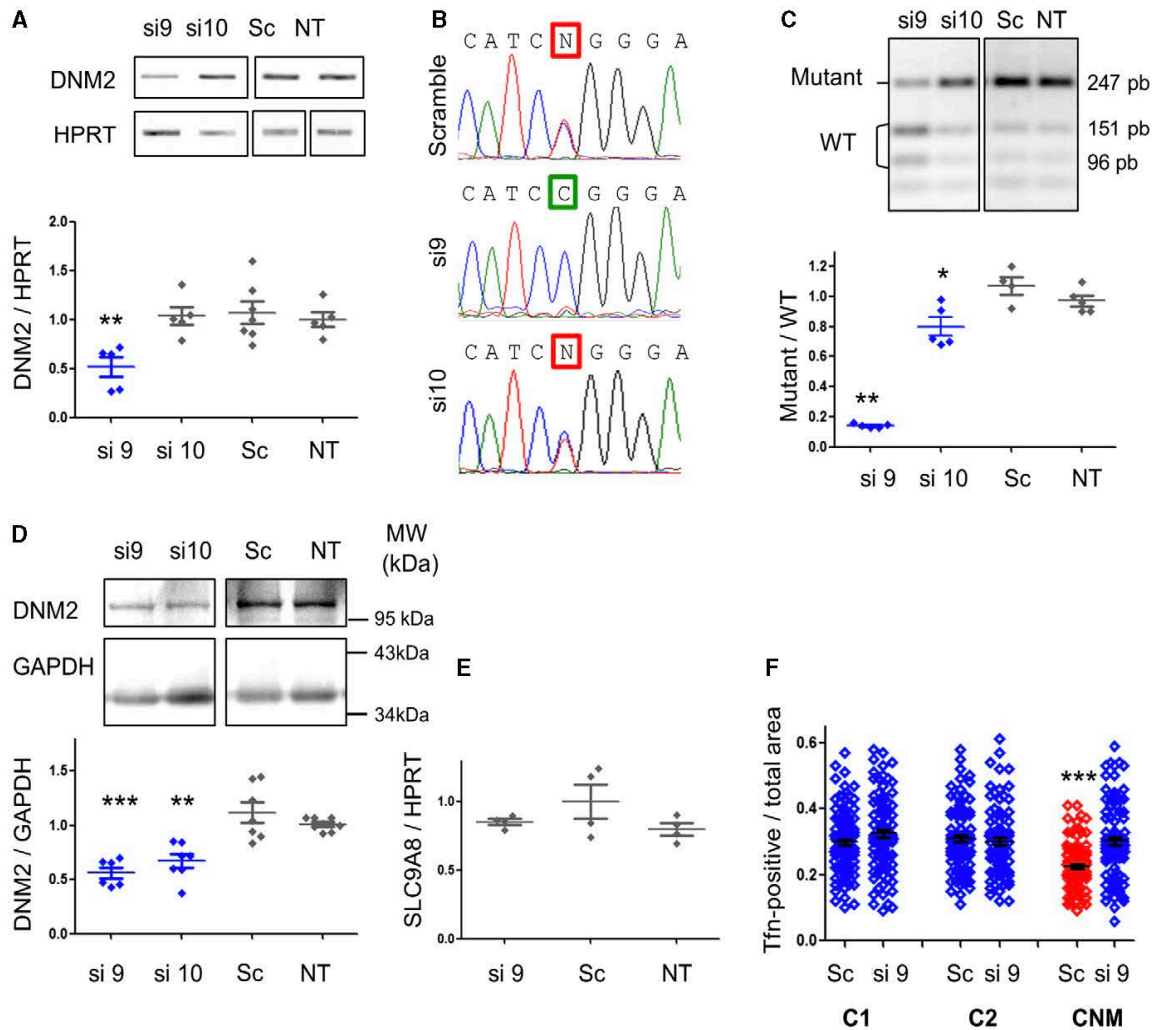 A
si9 si10 Sc NT
DNM2
HPRT
DNM2 / HPRT
2.0
1.5
1.0
0.5
0.0
**
si 9 si 10 Sc NT
B
C A T C N G G G A
Scramble
C A T C C G G G A
si9
C A T C N G G G A
si10
C
si9 si10 Sc NT
Mutant
WT
247 pb
151 pb
96 pb
Mutant / WT
1.2
1.0
0.8
0.6
0.4
0.2
0.0
**
*
si 9 si 10 Sc NT
D
si9 si10 Sc NT
MW
(kDa)
DNM2
95 kDa
GAPDH
43kDa
34kDa
DNM2 / GAPDH
1.5
1.0
0.5
0.0
*** **
si 9 si 10 Sc NT
E
SLC9A8 / HPRT
1.5
1.0
0.5
0.0
si 9 Sc NT
F
Tfn-positive / total area
0.6
0.4
0.2
0.0
***
Sc si 9 Sc si 9 Sc si 9
C1 C2 CNM